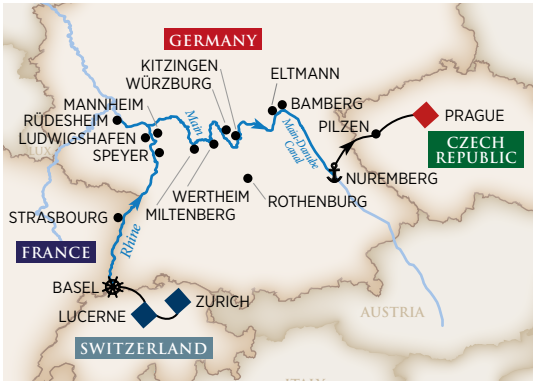 GERMANY
KITZINGEN
WÜRZBURG
ELTMANN
MANNHEIM
BAMBERG
RÜDESHEIM
Main
PRAGUE
LUDWIGSHAFEN
PILZEN
CZECH
REPUBLIC
SPEYER
Main-Danube
Canal
NUREMBERG
WERTHEIM
ROTHENBURG
MILTENBERG
STRASBOURG
Rhine
FRANCE
BASEL
ZURICH
LUCERNE
AUSTRIA
SWITZERLAND
ITALY